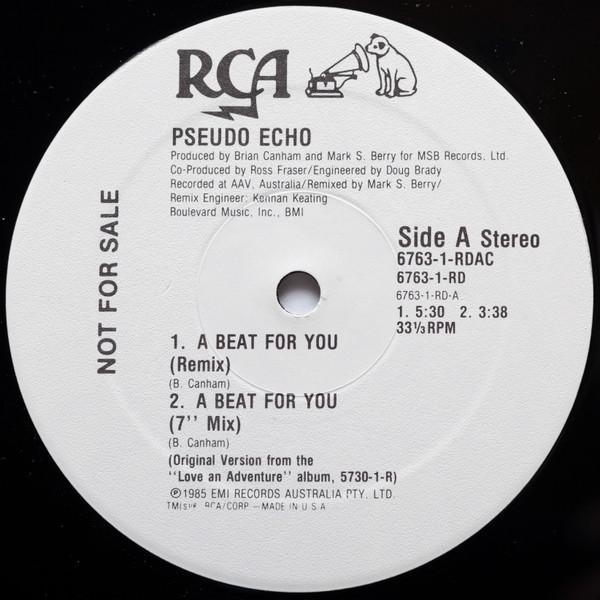 RCA
PSEUDO ECHO
Produced by Brian Canham and Mark S. Berry for MSB Records, Ltd.
Co-Produced by Ross Fraser/Engineered by Doug Brady
Recorded at AAV, Australia/Remixed by Mark S. Berry/
Remix Engineer: Kennan Keating
Boulevard Music, Inc., BMI
NOT FOR SALE
Side A Stereo
6763-1-RDAC
6763-1-RD
6763-1-RD-A
1. 5:30 2. 3:38
33⅓ RPM
1. A BEAT FOR YOU
(Remix)
(B. Canham)
2. A BEAT FOR YOU
(7'' Mix)
(B. Canham)
(Original Version from the
''Love an Adventure'' album, 5730-1-R)
℗1985 EMI RECORDS AUSTRALIA PTY. LTD.
RCA/CORP.—MADE IN U.S.A.